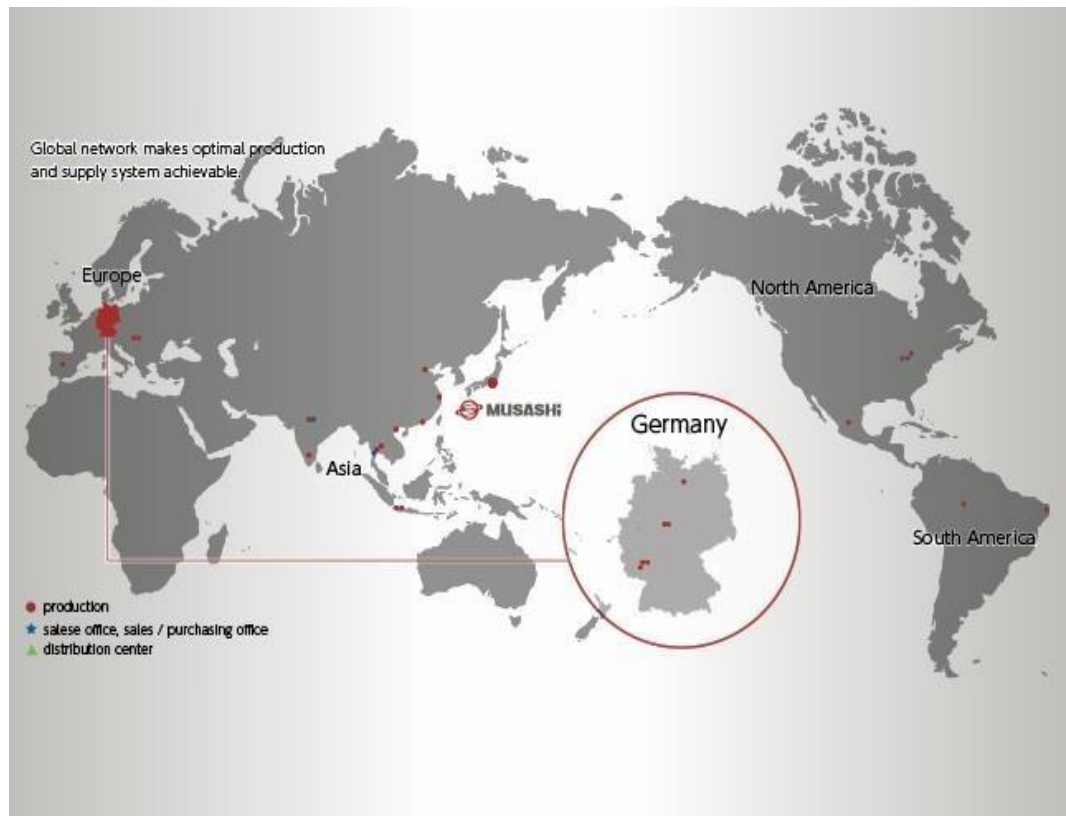 Global network makes optimal production
and supply system achievable.
Europe
North America
MUSASHi
Germany
Asia
South America
production
salese office, sales / purchasing office
distribution center